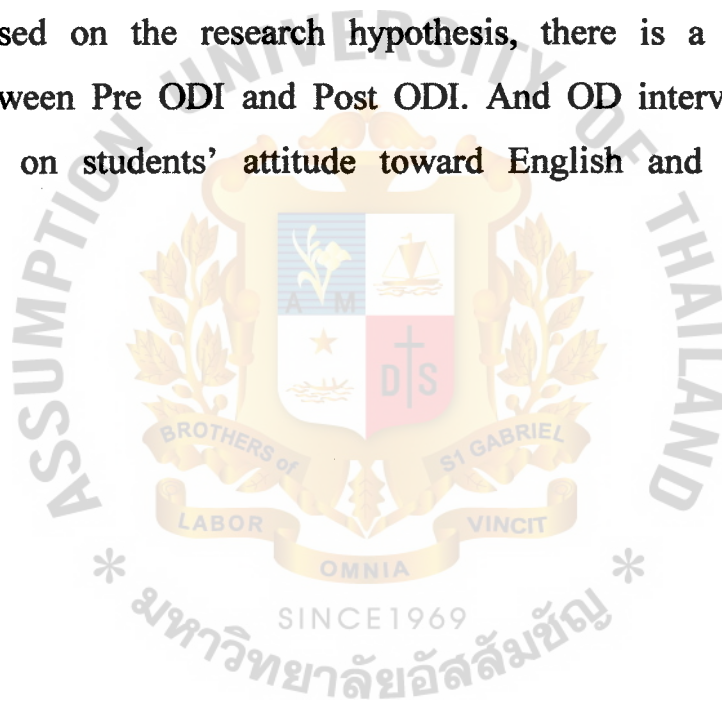 sed on the research hypothesis, there is a
tween Pre ODI and Post ODI. And OD interv
on students' attitude toward English and
ASSUMPTION UNIVERSITY OF THAILAND
A M
D S
BROTHERS of ST GABRIEL
LABOR VINCIT
OMNIA
* *
SINCE1969
มหาวิทยาลัยอัสสัมชัญ